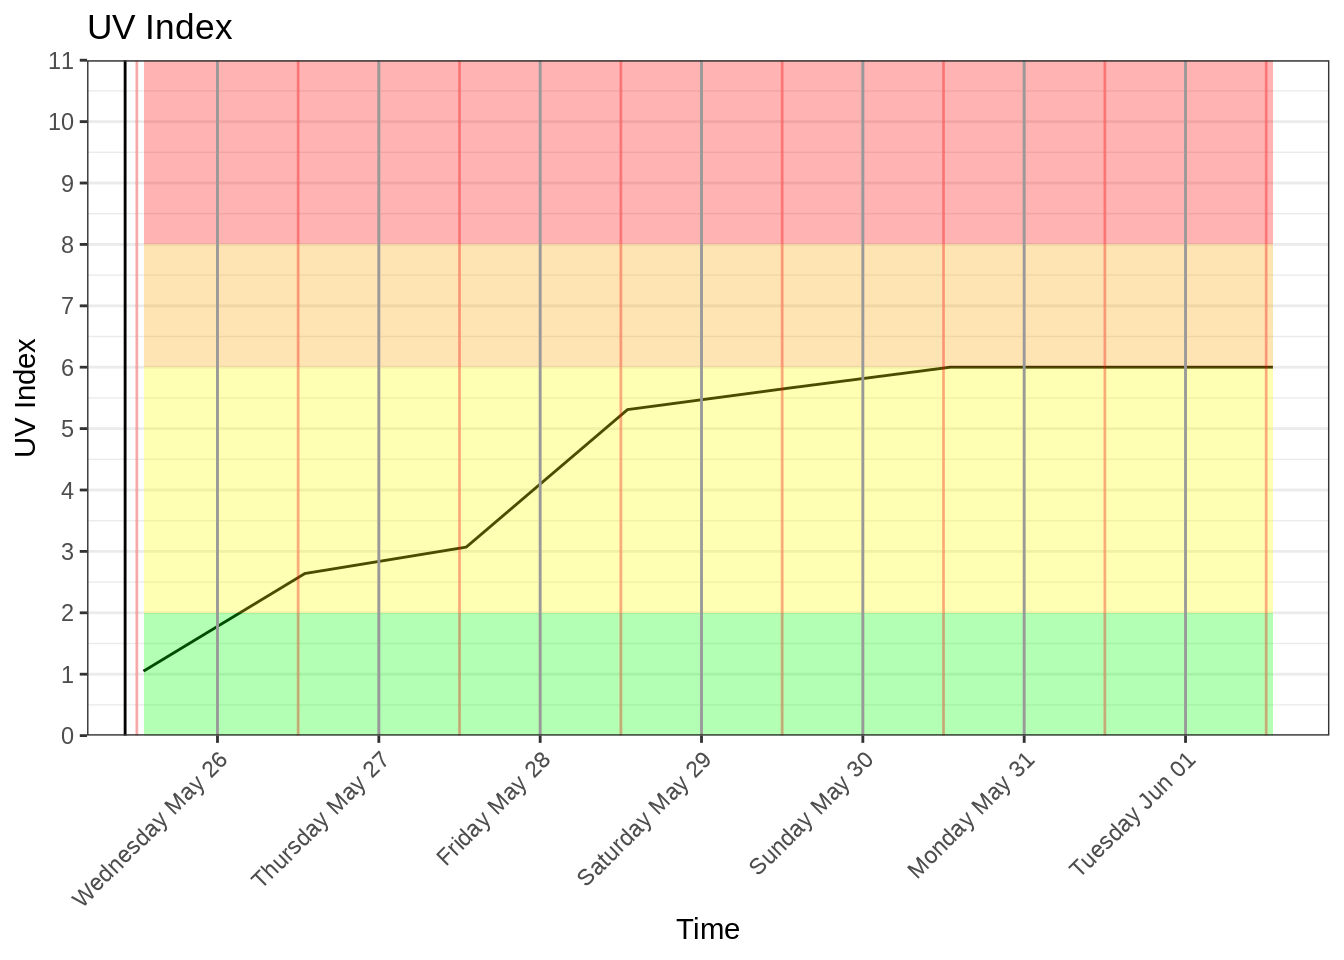 UV Index
11
10
9
8
7
6
5
4
3
2
1
0
UV Index
Wednesday May 26
Thursday May 27
Friday May 28
Saturday May 29
Sunday May 30
Monday May 31
Tuesday Jun 01
Time